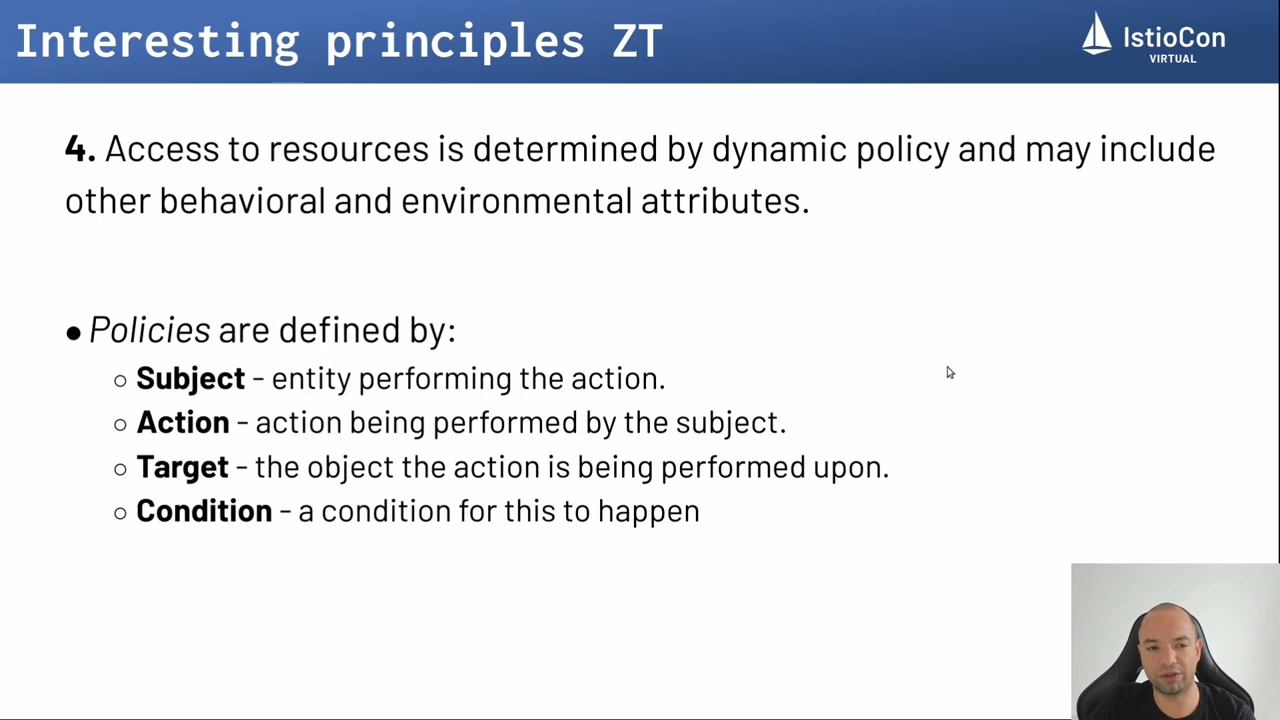 Interesting principles ZT
IstioCon
VIRTUAL
4. Access to resources is determined by dynamic policy and may include
other behavioral and environmental attributes.
● Policies are defined by:
○ Subject - entity performing the action.
○ Action - action being performed by the subject.
○ Target - the object the action is being performed upon.
○ Condition - a condition for this to happen